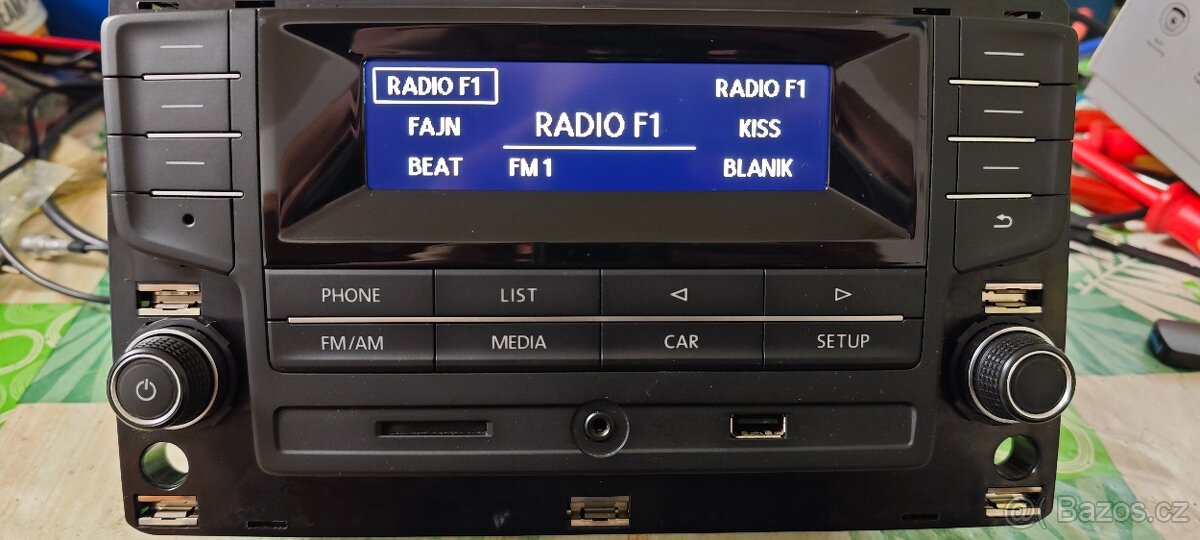 RADIO F1 RADIO F1
FAJN RADIO F1 KISS
BEAT FM 1 BLANIK
PHONE LIST
FM/AM MEDIA CAR SETUP
@( Bazos.cz